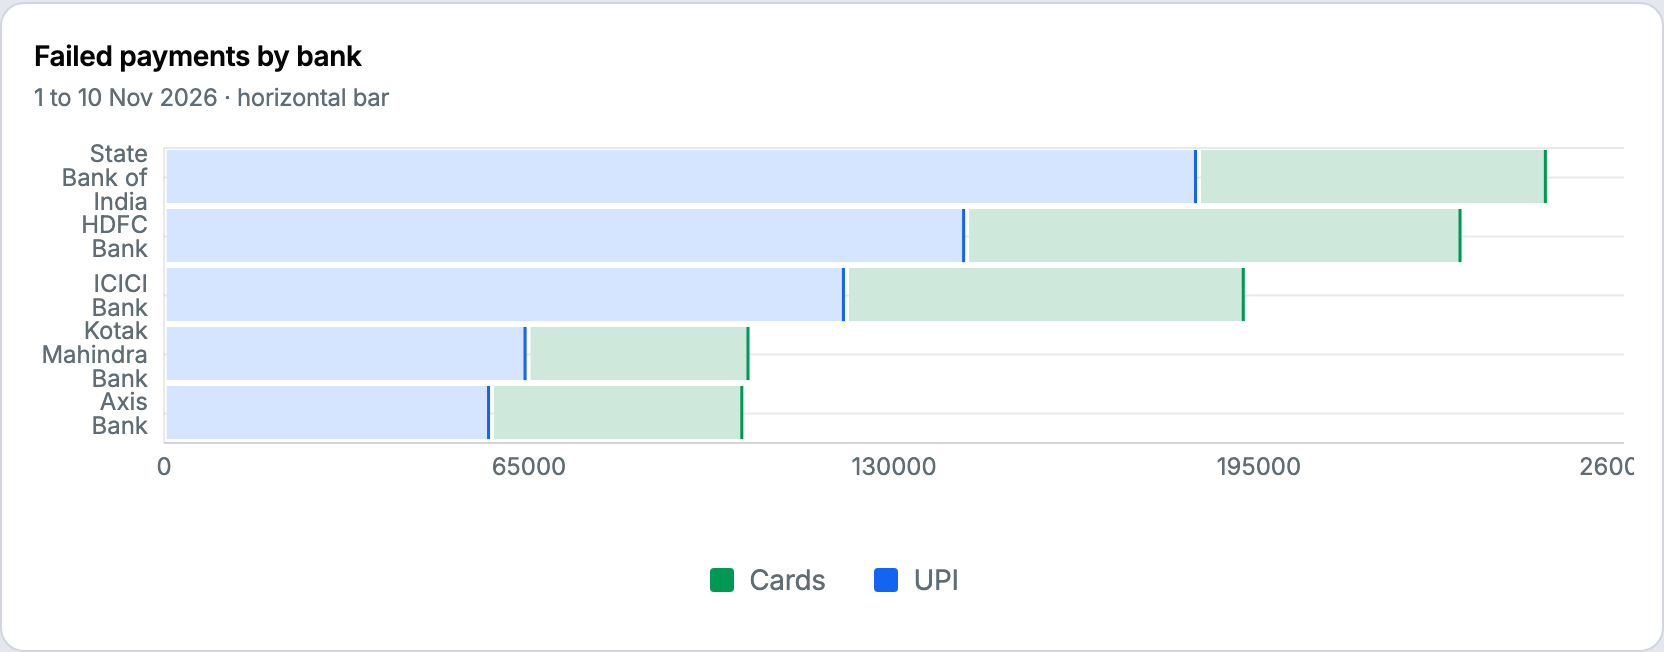 Failed payments by bank
1 to 10 Nov 2026 · horizontal bar
State
Bank of
India
HDFC
Bank
ICICI
Bank
Kotak
Mahindra
Bank
Axis
Bank
0 65000 130000 195000 2600
Cards UPI